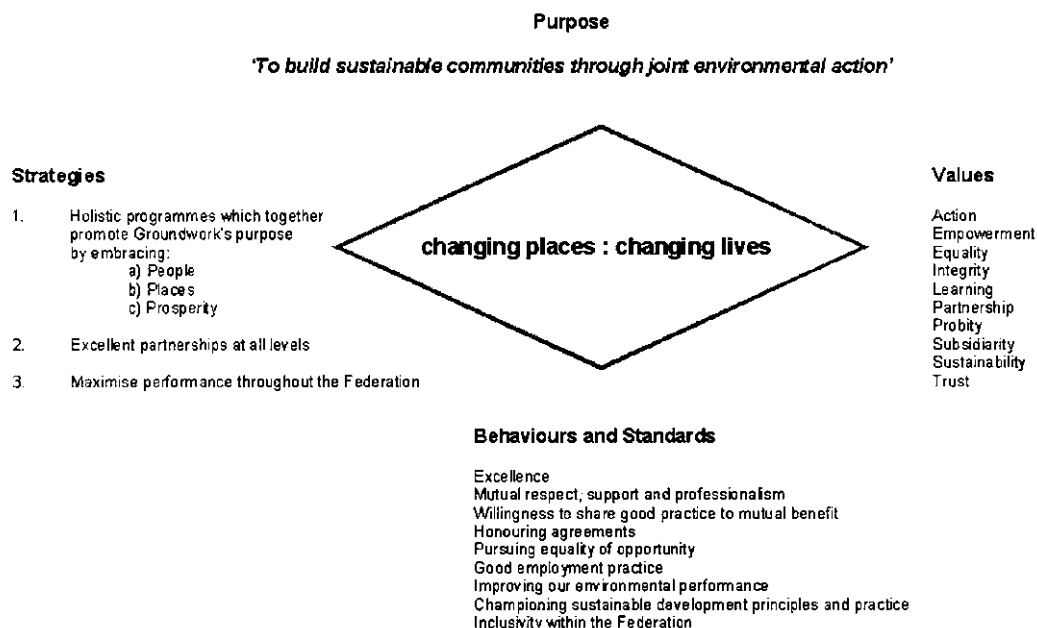 Purpose
'To build sustainable communities through joint environmental action'
Strategies
1. Holistic programmes which together
promote Groundwork's purpose
by embracing:
a) People
b) Places
c) Prosperity
2. Excellent partnerships at all levels
3. Maximise performance throughout the Federation
changing places : changing lives
Values
Action
Empowerment
Equality
Integrity
Learning
Partnership
Probity
Subsidiarity
Sustainability
Trust
Behaviours and Standards
Excellence
Mutual respect, support and professionalism
Willingness to share good practice to mutual benefit
Honouring agreements
Pursuing equality of opportunity
Good employment practice
Improving our environmental performance
Championing sustainable development principles and practice
Inclusivity within the Federation